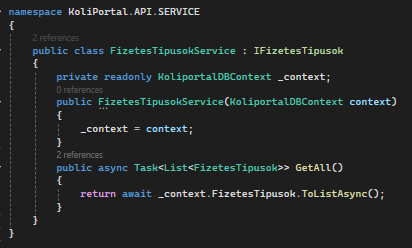 namespace KoliPortal.API.SERVICE
{
2 references
public class FizetesTipusokService : IFizetesTipusok
{
private readonly KoliportalDBContext _context;
0 references
public FizetesTipusokService(KoliportalDBContext context)
{
_context = context;
}
2 references
public async Task<List<FizetesTipusok>> GetAll()
{
return await _context.FizetesTipusok.ToListAsync();
}
}
}